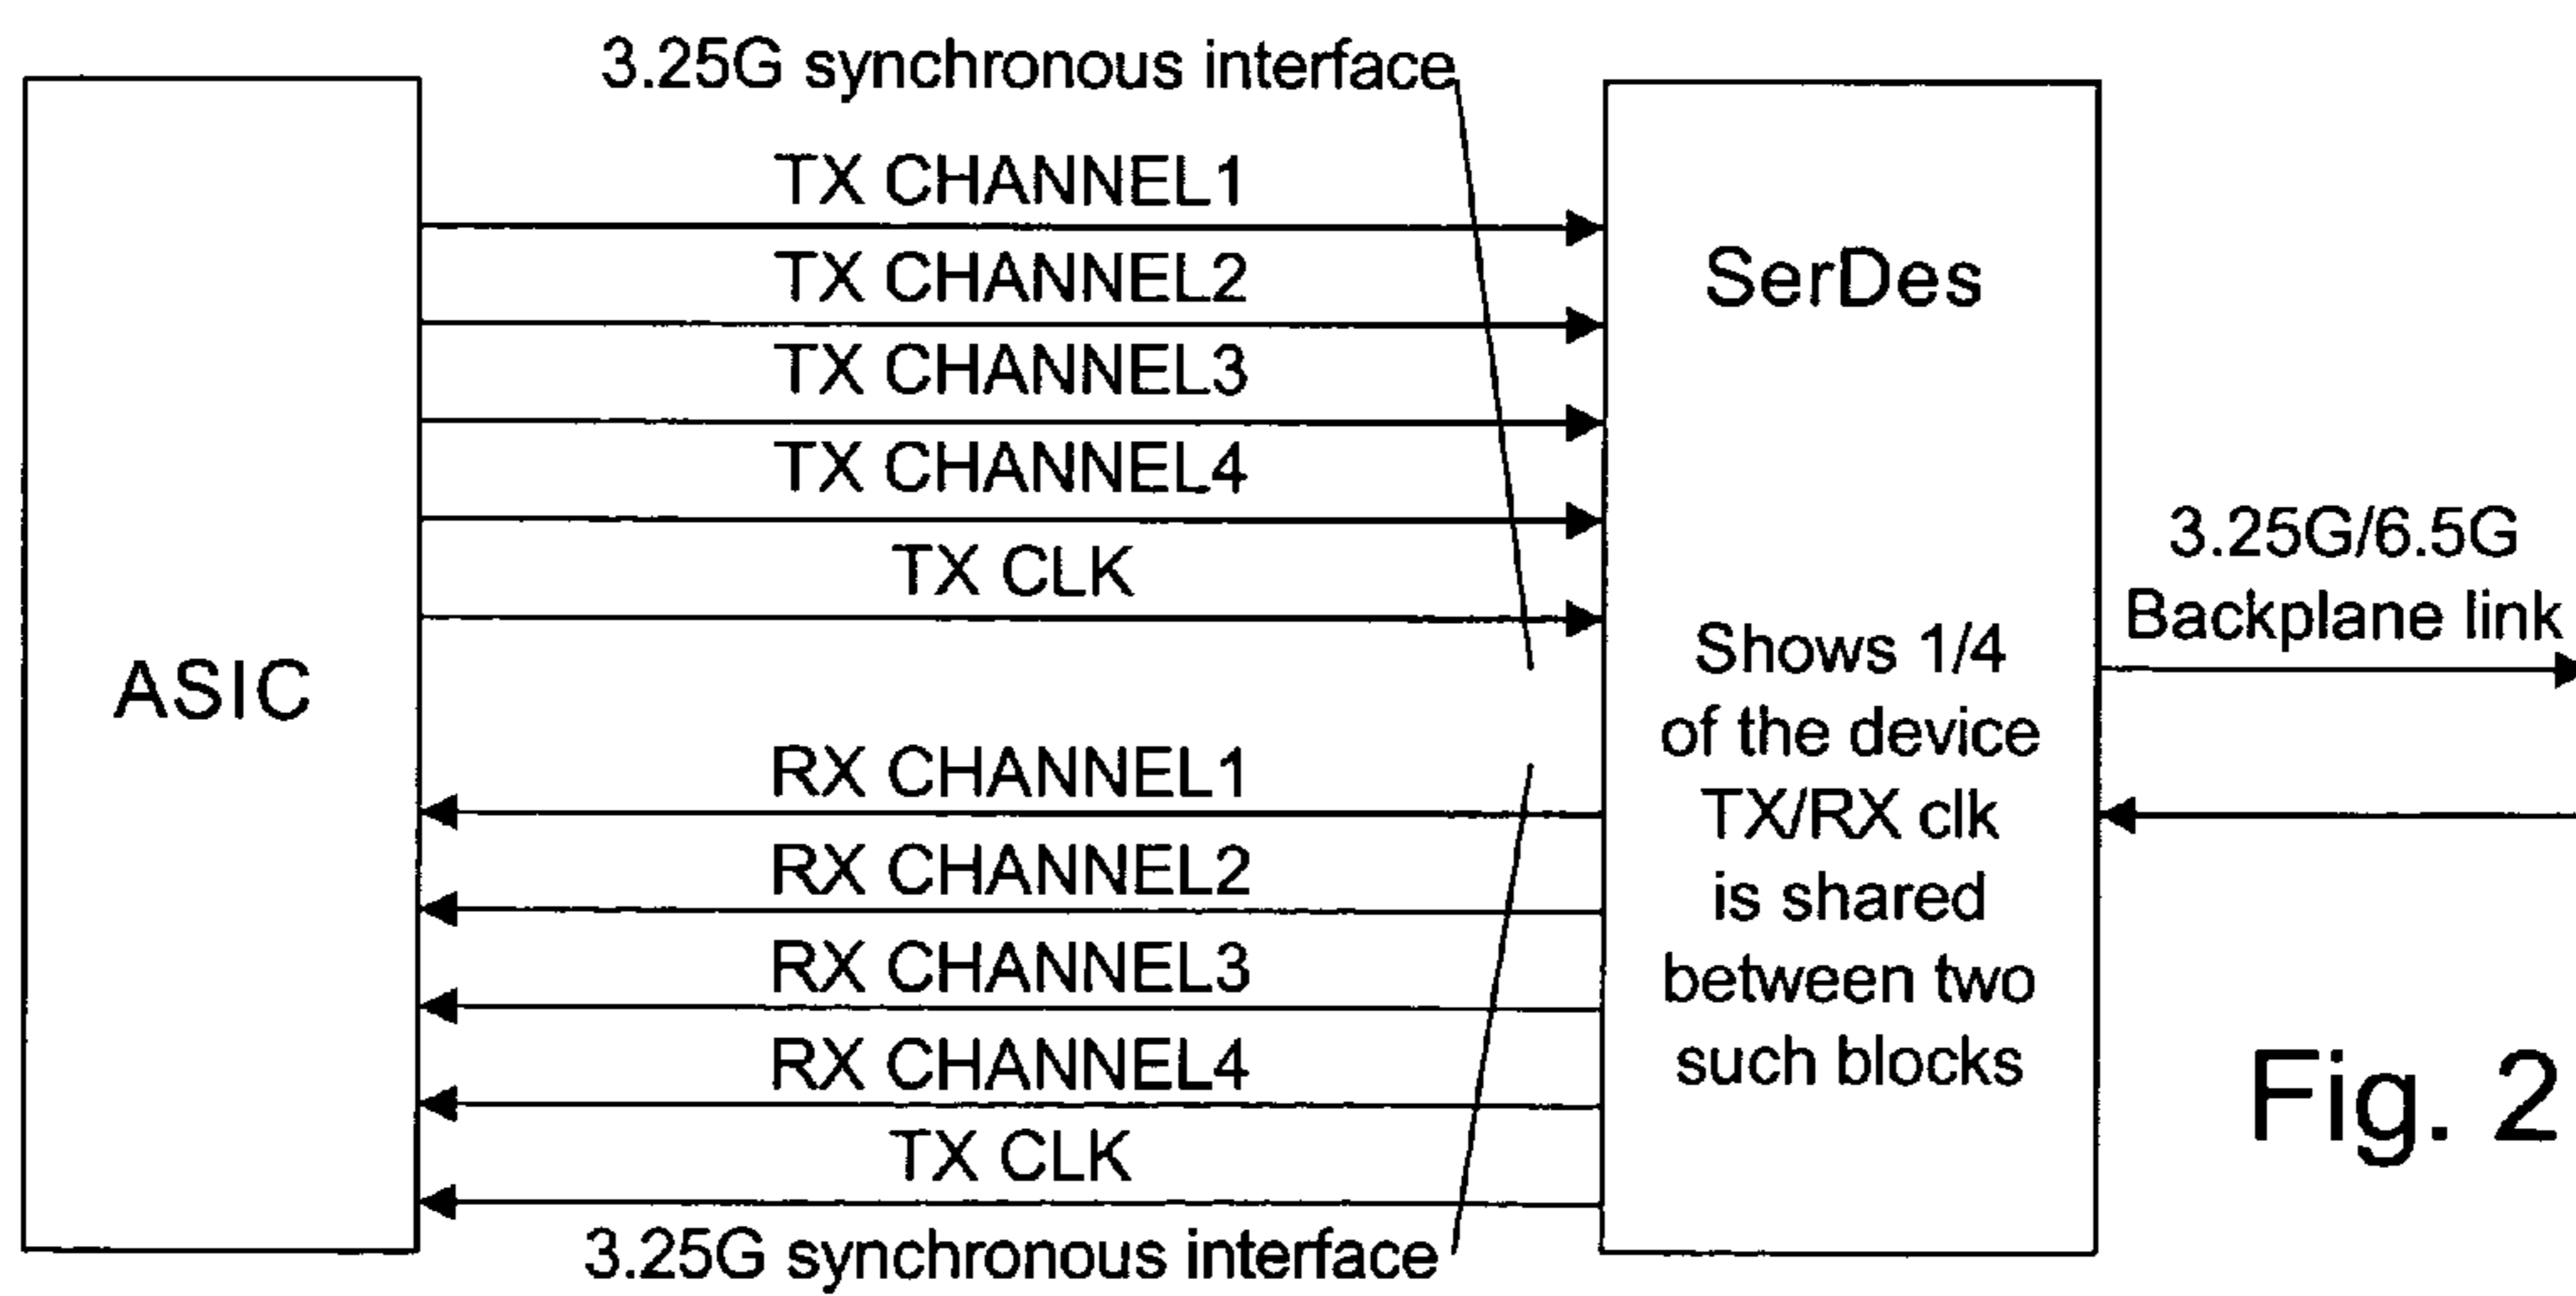 3.25G synchronous interface
TX CHANNEL1
TX CHANNEL2
TX CHANNEL3
TX CHANNEL4
TX CLK
ASIC
RX CHANNEL1
RX CHANNEL2
RX CHANNEL3
RX CHANNEL4
TX CLK
3.25G synchronous interface
SerDes
Shows 1/4
of the device
TX/RX clk
is shared
between two
such blocks
3.25G/6.5G
Backplane link
Fig. 2